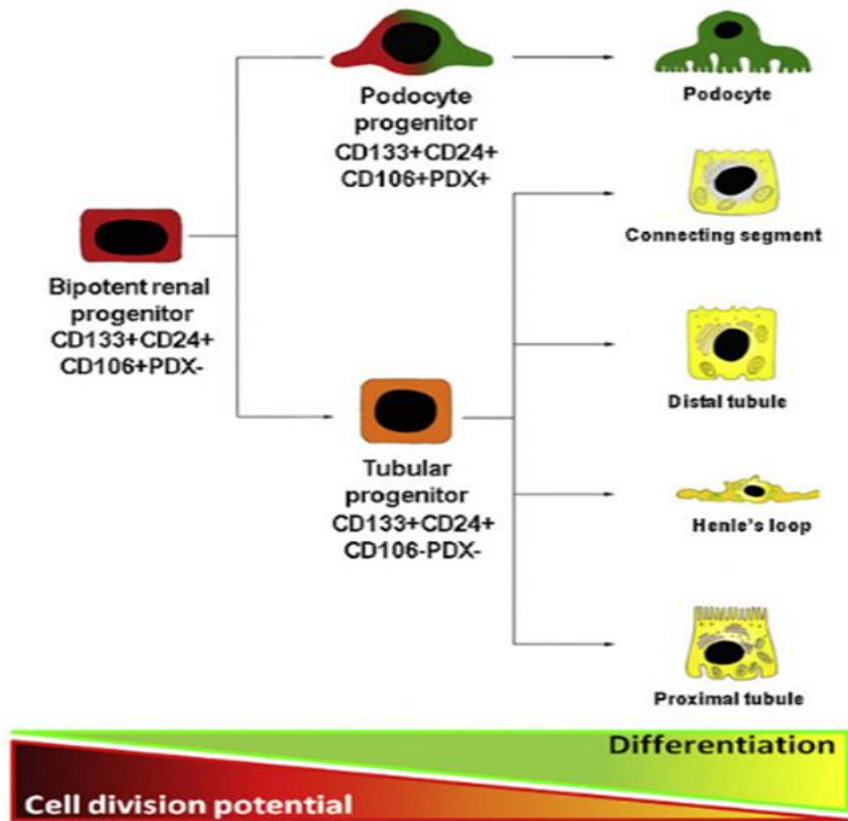 Podocyte
progenitor
CD133+CD24+
CD106+PDX+
Podocyte
Connecting segment
Bipotent renal
progenitor
CD133+CD24+
CD106+PDX-
Distal tubule
Tubular
progenitor
CD133+CD24+
CD106-PDX-
Henle's loop
Proximal tubule
Differentiation
Cell division potential